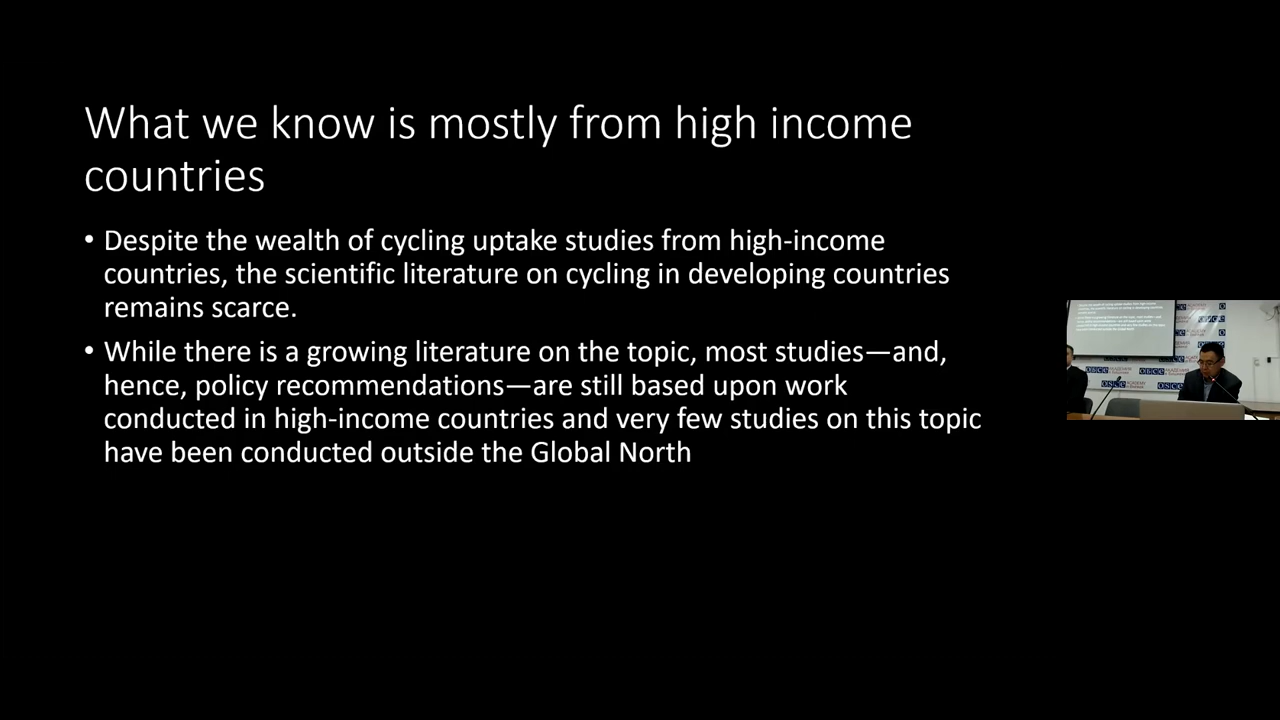 What we know is mostly from high income
countries
• Despite the wealth of cycling uptake studies from high-income
countries, the scientific literature on cycling in developing countries
remains scarce.
• While there is a growing literature on the topic, most studies—and,
hence, policy recommendations—are still based upon work
conducted in high-income countries and very few studies on this topic
have been conducted outside the Global North
osce ACADEMY